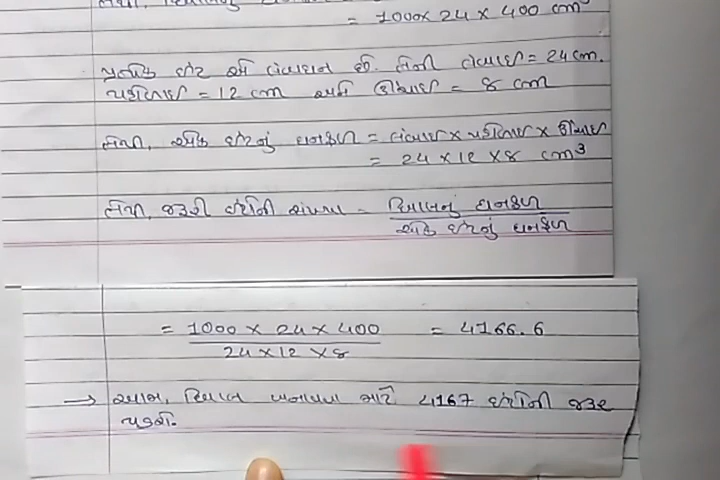 = 1000 × 24 × 400 cm³
પ્રત્યેક ઈંટ એ લંબઘન છે. તેની લંબાઈ = 24 cm.
પહોળાઈ = 12 cm અને ઊંચાઈ = 8 cm
તેથી, પ્રત્યેક ઈંટનું ઘનફળ = લંબાઈ × પહોળાઈ × ઊંચાઈ
= 24 × 12 × 8 cm³
તેથી, જરૂરી ઈંટોની સંખ્યા = દિવાલનું ઘનફળ
ઈંટનું ઘનફળ
= 1000 × 24 × 400 = 4166.6
24 × 12 × 8
→ આમ, દિવાલ બનાવવા માટે 4167 ઈંટોની જરૂર
પડશે.